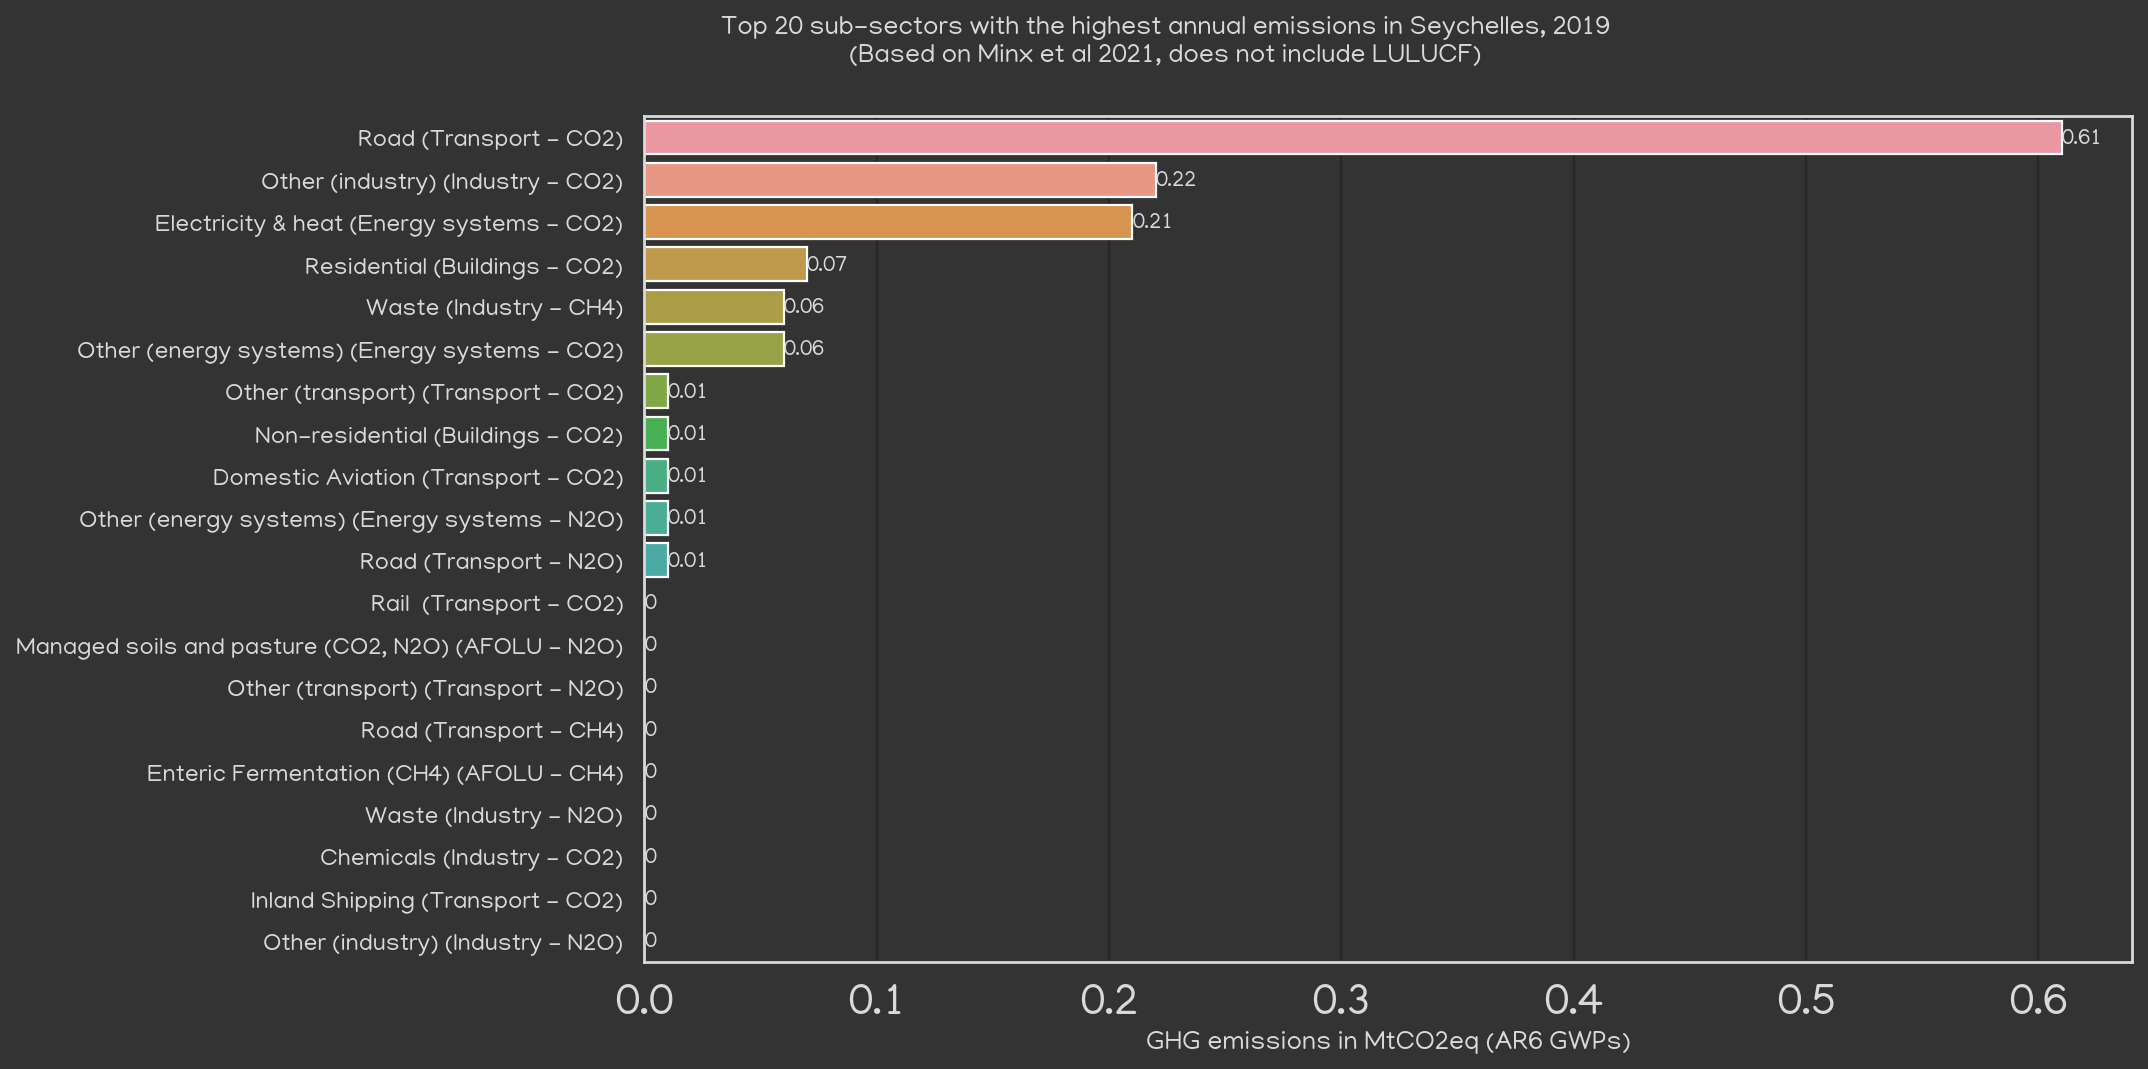 Top 20 sub-sectors with the highest annual emissions in Seychelles, 2019
(Based on Minx et al 2021, does not include LULUCF)
Road (Transport - CO2) 0.61
Other (industry) (Industry - CO2) 0.22
Electricity & heat (Energy systems - CO2) 0.21
Residential (Buildings - CO2) 0.07
Waste (Industry - CH4) 0.06
Other (energy systems) (Energy systems - CO2) 0.06
Other (transport) (Transport - CO2) 0.01
Non-residential (Buildings - CO2) 0.01
Domestic Aviation (Transport - CO2) 0.01
Other (energy systems) (Energy systems - N2O) 0.01
Road (Transport - N2O) 0.01
Rail  (Transport - CO2) 0
Managed soils and pasture (CO2, N2O) (AFOLU - N2O) 0
Other (transport) (Transport - N2O) 0
Road (Transport - CH4) 0
Enteric Fermentation (CH4) (AFOLU - CH4) 0
Waste (Industry - N2O) 0
Chemicals (Industry - CO2) 0
Inland Shipping (Transport - CO2) 0
Other (industry) (Industry - N2O) 0
0.0 0.1 0.2 0.3 0.4 0.5 0.6
GHG emissions in MtCO2eq (AR6 GWPs)